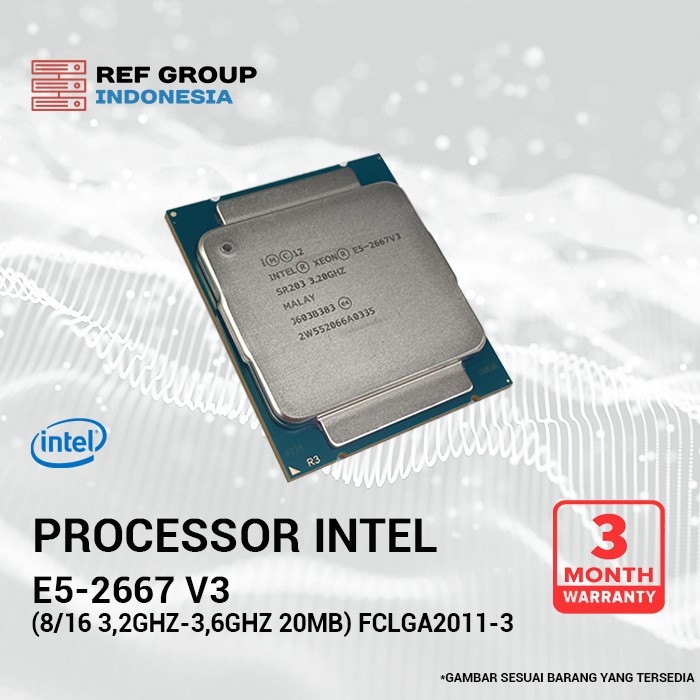 REF GROUP
INDONESIA
i Ⓜ Ⓒ 12
INTEL® XEON® E5-2667V3
SR203 3.20GHZ
MALAY
J603B383 e4
2W552066A0335
R3
intel
PROCESSOR INTEL
E5-2667 V3
(8/16 3,2GHZ-3,6GHZ 20MB) FCLGA2011-3
3
MONTH
WARRANTY
*GAMBAR SESUAI BARANG YANG TERSEDIA